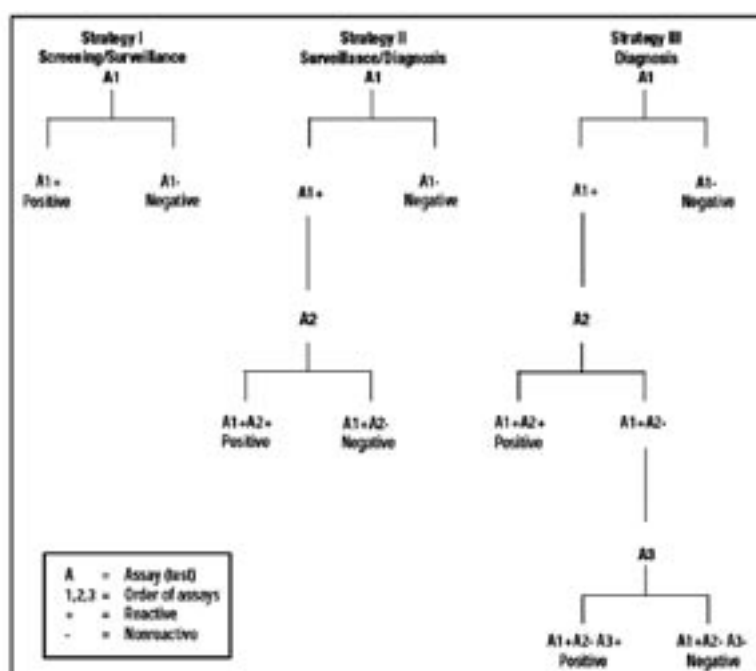 Strategy I
Screening/Surveillance
A1
A1+
Positive
A1-
Negative
Strategy II
Surveillance/Diagnosis
A1
A1+
A1-
Negative
A2
A1+A2+
Positive
A1+A2-
Negative
Strategy III
Diagnosis
A1
A1+
A1-
Negative
A2
A1+A2+
Positive
A1+A2-
A3
A1+A2- A3+
Positive
A1+A2- A3-
Negative
A = Assay (test)
1,2,3 = Order of assays
+ = Reactive
- = Nonreactive